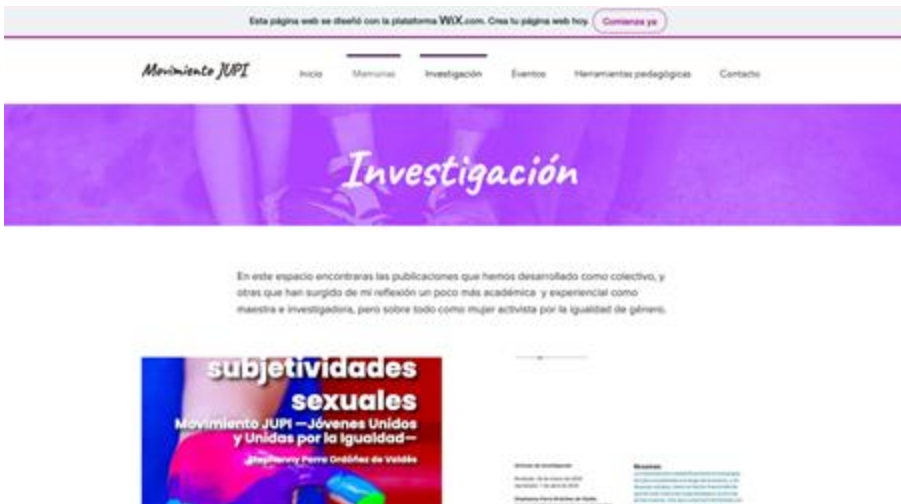 Esta página web se diseñó con la plataforma WiX.com. Crea tu página web hoy. Comienza ya
Movimiento JUPI Inicio Memorias Investigación Eventos Herramientas pedagógicas Contacto
Investigación
En este espacio encontraras las publicaciones que hemos desarrollado como colectivo, y
otras que han surgido de mi reflexión un poco más académica y experiencial como
maestra e investigadora, pero sobre todo como mujer activista por la igualdad de género.
subjetividades
sexuales
Movimiento JUPI —Jóvenes Unidos
y Unidas por la Igualdad—
Stephanny Parra Ordóñez de Valdés
Resumen